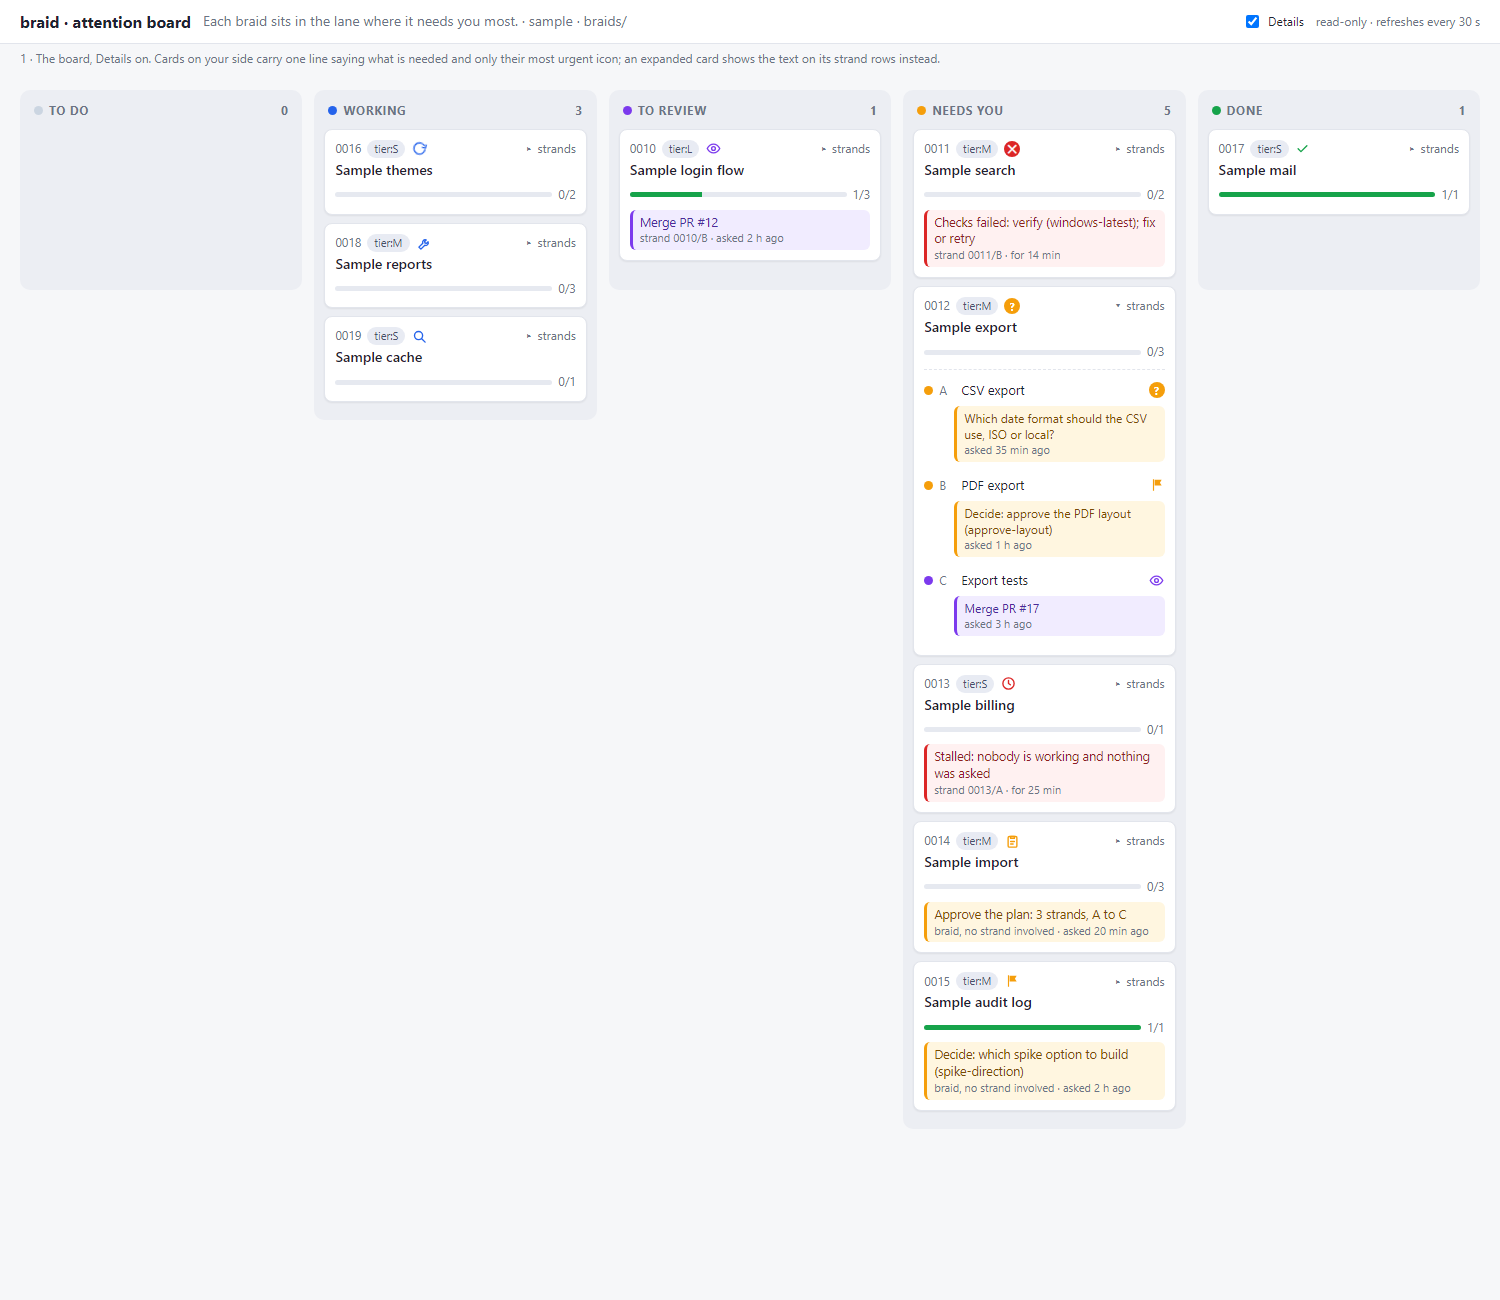 braid · attention board
Each braid sits in the lane where it needs you most. · sample · braids/
Details
read-only · refreshes every 30 s
1 · The board, Details on. Cards on your side carry one line saying what is needed and only their most urgent icon; an expanded card shows the text on its strand rows instead.
TO DO 0
WORKING 3
0016 tier:S strands
Sample themes
0/2
0018 tier:M strands
Sample reports
0/3
0019 tier:S strands
Sample cache
0/1
TO REVIEW 1
0010 tier:L strands
Sample login flow
1/3
Merge PR #12
strand 0010/B · asked 2 h ago
NEEDS YOU 5
0011 tier:M strands
Sample search
0/2
Checks failed: verify (windows-latest); fix
or retry
strand 0011/B · for 14 min
0012 tier:M ? strands
Sample export
0/3
A CSV export ?
Which date format should the CSV
use, ISO or local?
asked 35 min ago
B PDF export
Decide: approve the PDF layout
(approve-layout)
asked 1 h ago
C Export tests
Merge PR #17
asked 3 h ago
0013 tier:S strands
Sample billing
0/1
Stalled: nobody is working and nothing
was asked
strand 0013/A · for 25 min
0014 tier:M strands
Sample import
0/3
Approve the plan: 3 strands, A to C
braid, no strand involved · asked 20 min ago
0015 tier:M strands
Sample audit log
1/1
Decide: which spike option to build
(spike-direction)
braid, no strand involved · asked 2 h ago
DONE 1
0017 tier:S strands
Sample mail
1/1